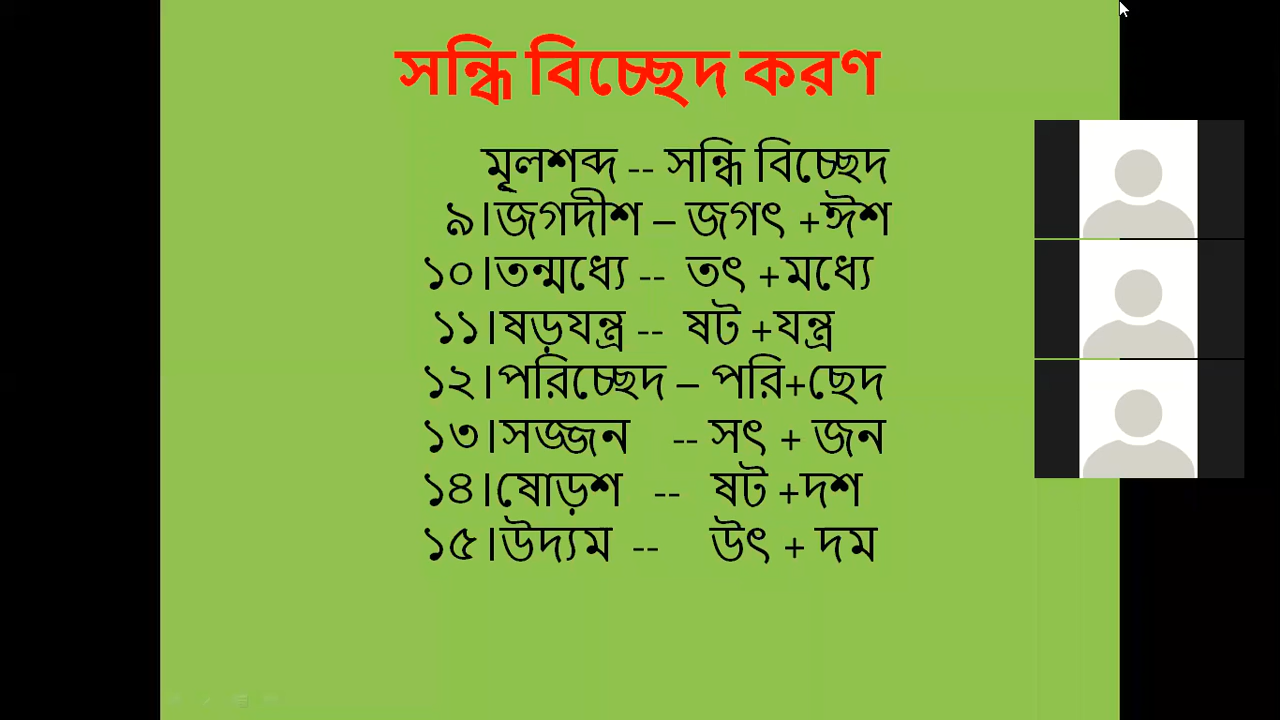 সন্ধি বিচ্ছেদ করণ
মূলশব্দ -- সন্ধি বিচ্ছেদ
৯।জগদীশ – জগৎ +ঈশ
১০।তন্মধ্যে -- তৎ +মধ্যে
১১।ষড়যন্ত্র -- ষট +যন্ত্র
১২।পরিচ্ছেদ – পরি+ছেদ
১৩।সজ্জন -- সৎ + জন
১৪।ষোড়শ -- ষট +দশ
১৫।উদ্যম -- উৎ + দম